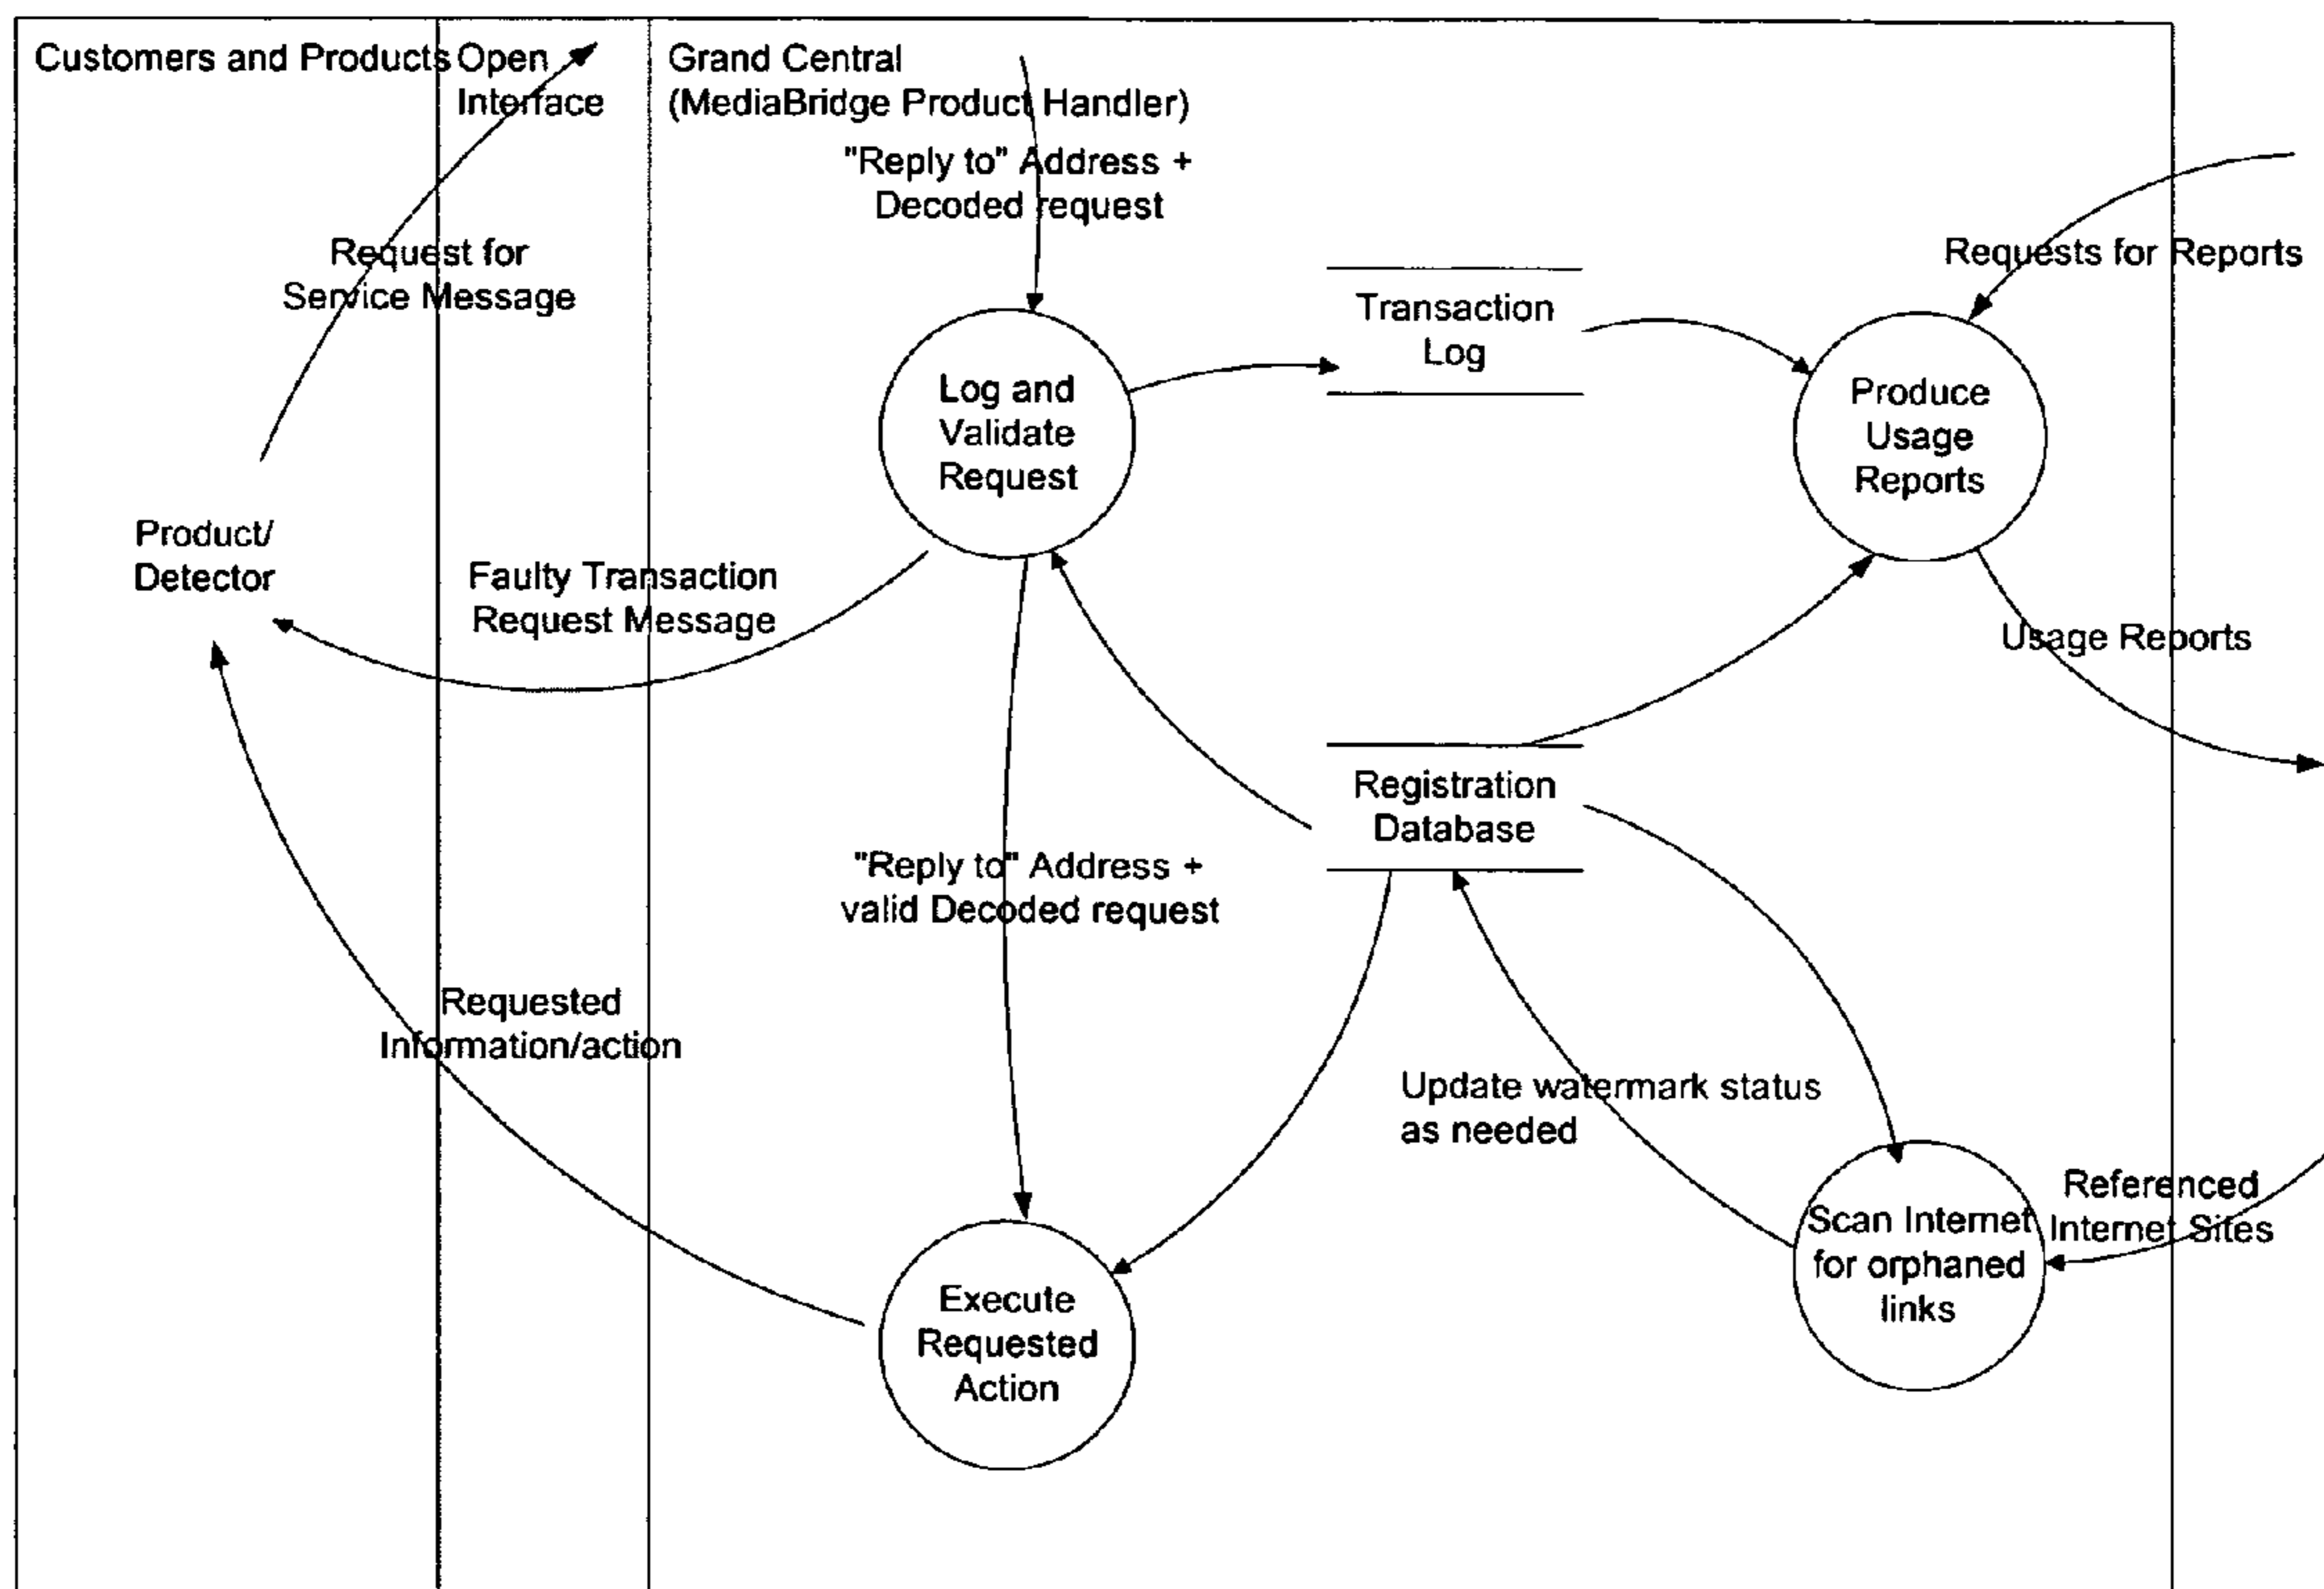 Customers and Products
Open
Interface
Grand Central
(MediaBridge Product Handler)
"Reply to" Address +
Decoded request
Request for
Service Message
Requests for Reports
Transaction
Log
Log and
Validate
Request
Produce
Usage
Reports
Product/
Detector
Faulty Transaction
Request Message
Usage Reports
Registration
Database
"Reply to" Address +
valid Decoded request
Requested
Information/action
Update watermark status
as needed
Referenced
Internet Sites
Scan Internet
for orphaned
links
Execute
Requested
Action